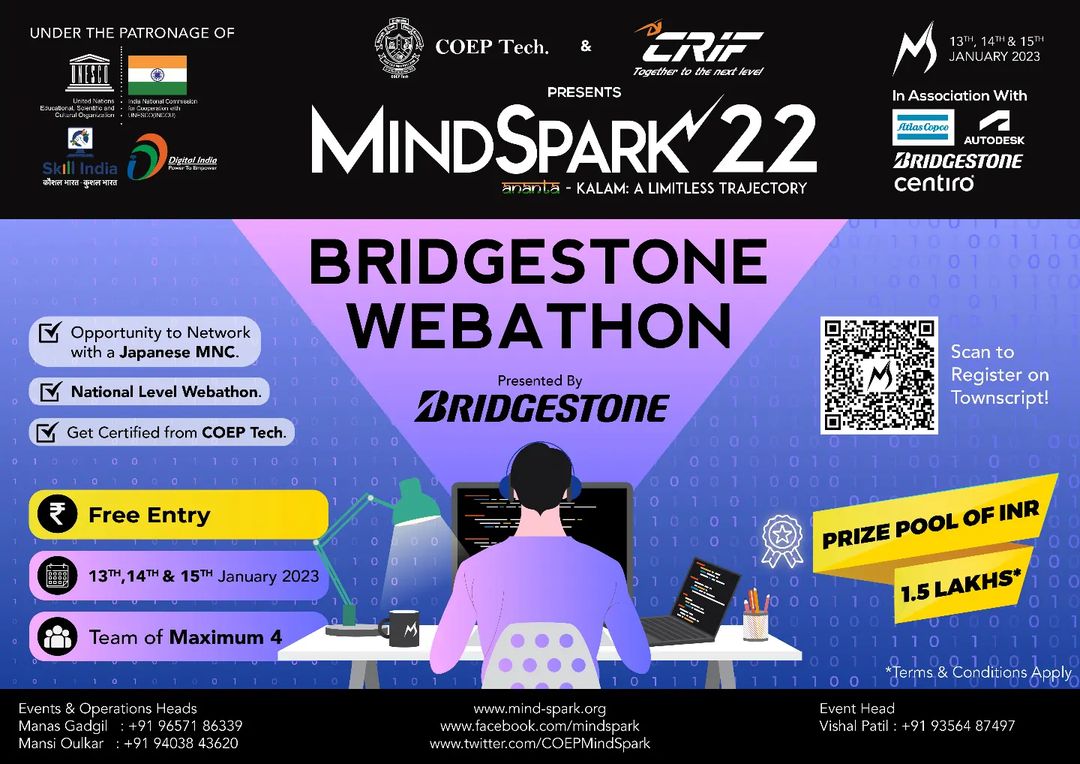 UNDER THE PATRONAGE OF
UNESCO
United Nations
Educational, Scientific and
Cultural Organization
India National Commission
for Cooperation with
UNESCO(INCCU)
Skill India
कौशल भारत - कुशल भारत
Digital India
Power To Empower
COEP Tech. & CRIF
COEP Tech
Together to the next level
PRESENTS
MINDSPARK'22
ananta - KALAM: A LIMITLESS TRAJECTORY
13TH, 14TH & 15TH
JANUARY 2023
In Association With
Atlas Copco
AUTODESK
BRIDGESTONE
centiro
BRIDGESTONE
WEBATHON
Presented By
BRIDGESTONE
Opportunity to Network
with a Japanese MNC.
National Level Webathon.
Get Certified from COEP Tech.
Free Entry
13TH,14TH & 15TH January 2023
Team of Maximum 4
Scan to
Register on
Townscript!
PRIZE POOL OF INR
1.5 LAKHS*
*Terms & Conditions Apply
Events & Operations Heads
Manas Gadgil : +91 96571 86339
Mansi Oulkar : +91 94038 43620
www.mind-spark.org
www.facebook.com/mindspark
www.twitter.com/COEPMindSpark
Event Head
Vishal Patil : +91 93564 87497